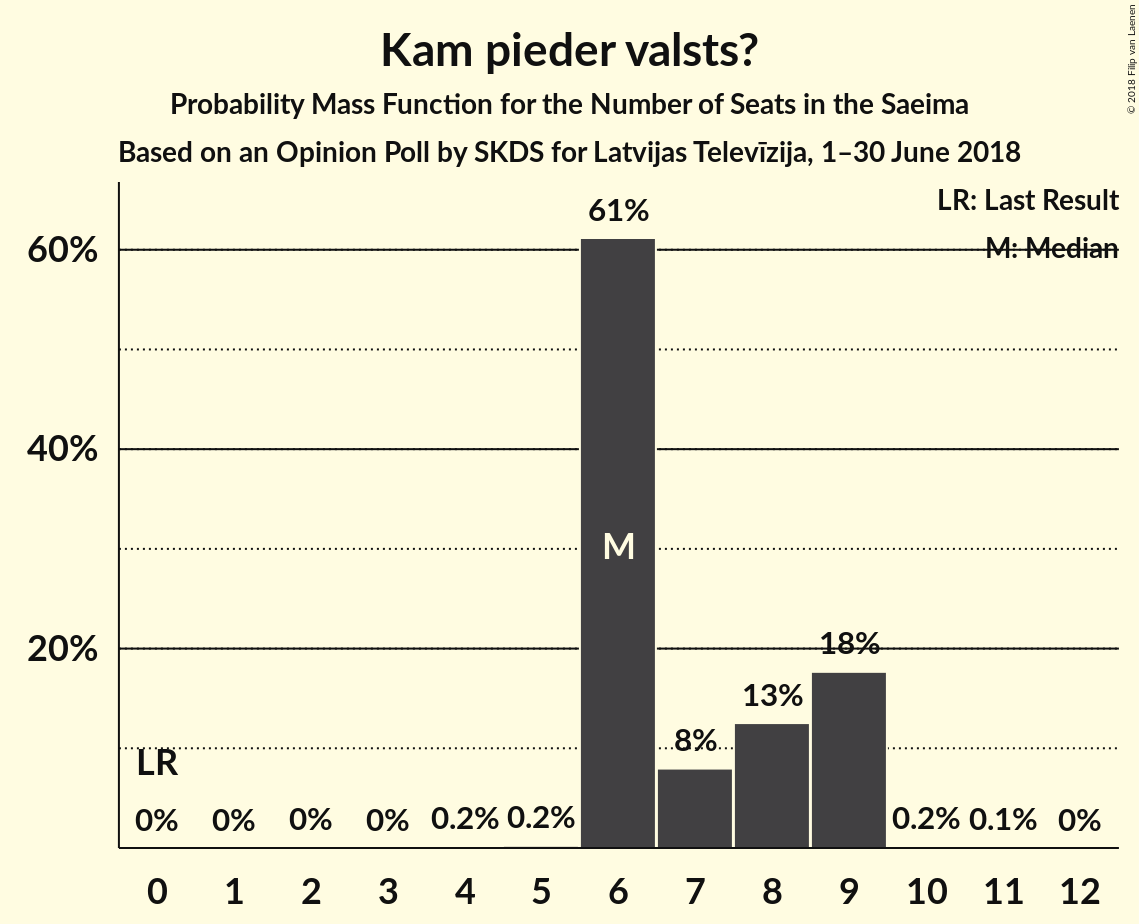 Kam pieder valsts?
Probability Mass Function for the Number of Seats in the Saeima
Based on an Opinion Poll by SKDS for Latvijas Televīzija, 1–30 June 2018
© 2018 Filip van Laenen
LR: Last Result
M: Median
61%
60%
40%
M
20%
18%
13%
8%
LR
0% 0% 0% 0% 0.2% 0.2% 0.2% 0.1% 0%
0 1 2 3 4 5 6 7 8 9 10 11 12